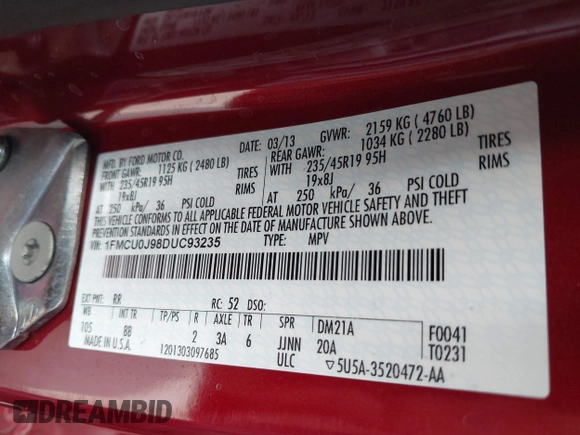 MFD. BY FORD MOTOR CO.
DATE: 03/13 GVWR: 2159 KG ( 4760 LB)
FRONT GAWR: 1125 KG ( 2480 LB) REAR GAWR: 1034 KG ( 2280 LB)
WITH 235/45R19 95H TIRES WITH 235/45R19 95H TIRES
19x8J RIMS 19x8J RIMS
AT 250 kPa/ 36 PSI COLD AT 250 kPa/ 36 PSI COLD
THIS VEHICLE CONFORMS TO ALL APPLICABLE FEDERAL MOTOR VEHICLE SAFETY AND THEFT
PREVENTION STANDARDS IN EFFECT ON THE DATE OF MANUFACTURE SHOWN ABOVE.
VIN: 1FMCU0J98DUC93235 TYPE: MPV
EXT PNT: RR RC: 52 DSO:
WB INT TR TP/PS R AXLE TR SPR DM21A F0041
105 8B 2 3A 6 JJNN 20A T0231
MADE IN U.S.A. 1201303097685 ULC ▽5U5A-3520472-AA
DREAMBID